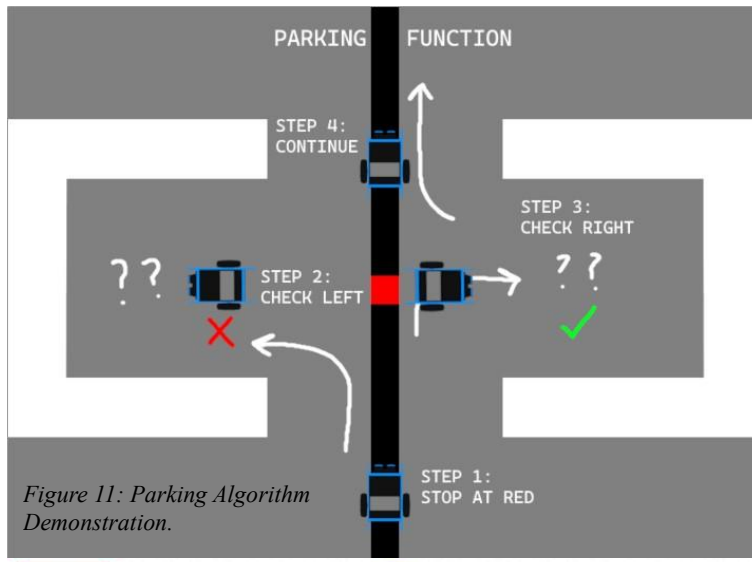 PARKING FUNCTION
STEP 4:
CONTINUE
STEP 3:
CHECK RIGHT
? ?
STEP 2:
CHECK LEFT
? ?
STEP 1:
STOP AT RED
Figure 11: Parking Algorithm
Demonstration.